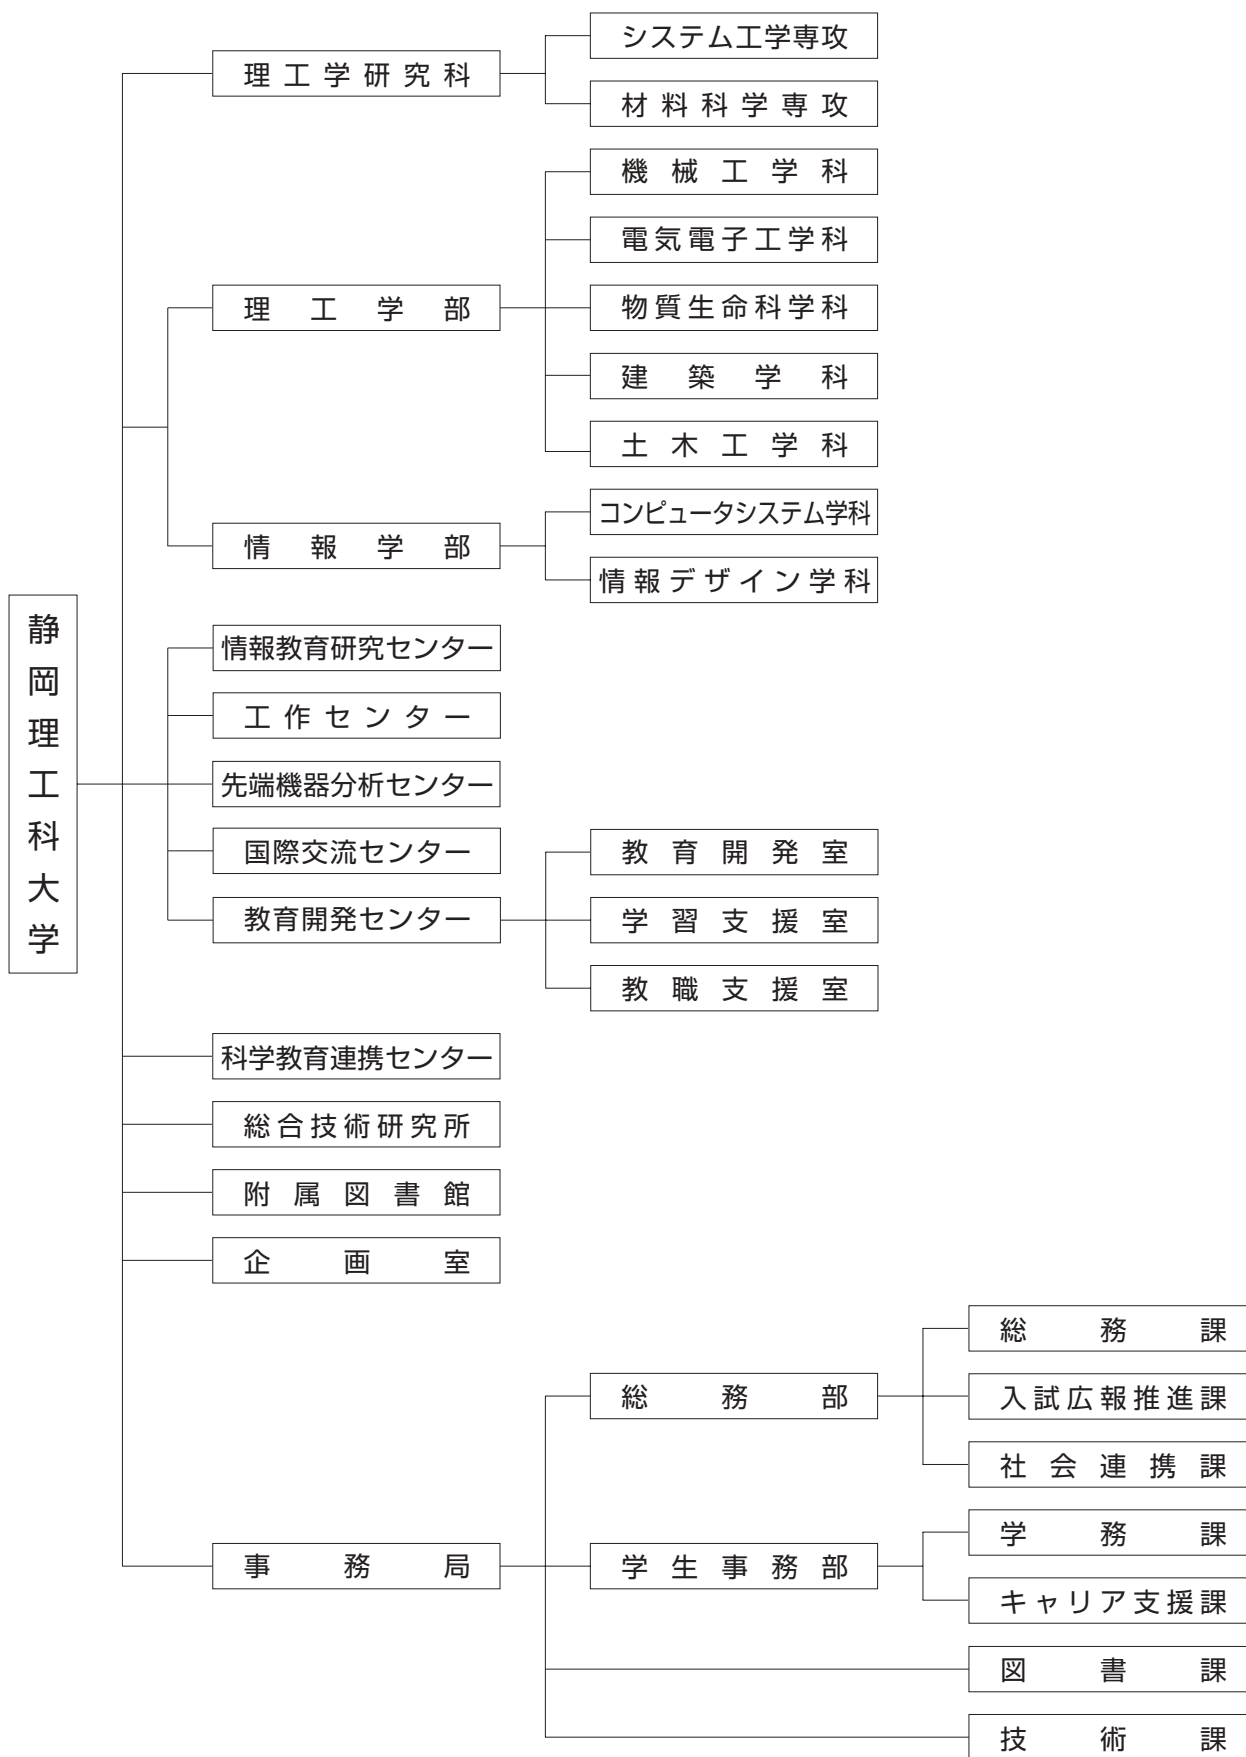 静岡理工科大学
理工学研究科
システム工学専攻
材料科学専攻
理工学部
機械工学科
電気電子工学科
物質生命科学科
建築学科
土木工学科
情報学部
コンピュータシステム学科
情報デザイン学科
情報教育研究センター
工作センター
先端機器分析センター
国際交流センター
教育開発センター
教育開発室
学習支援室
教職支援室
科学教育連携センター
総合技術研究所
附属図書館
企画室
事務局
総務部
総務課
入試広報推進課
社会連携課
学生事務部
学務課
キャリア支援課
図書課
技術課